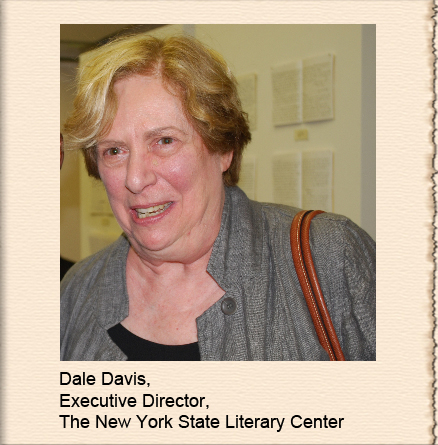 Dale Davis,
Executive Director,
The New York State Literary Center